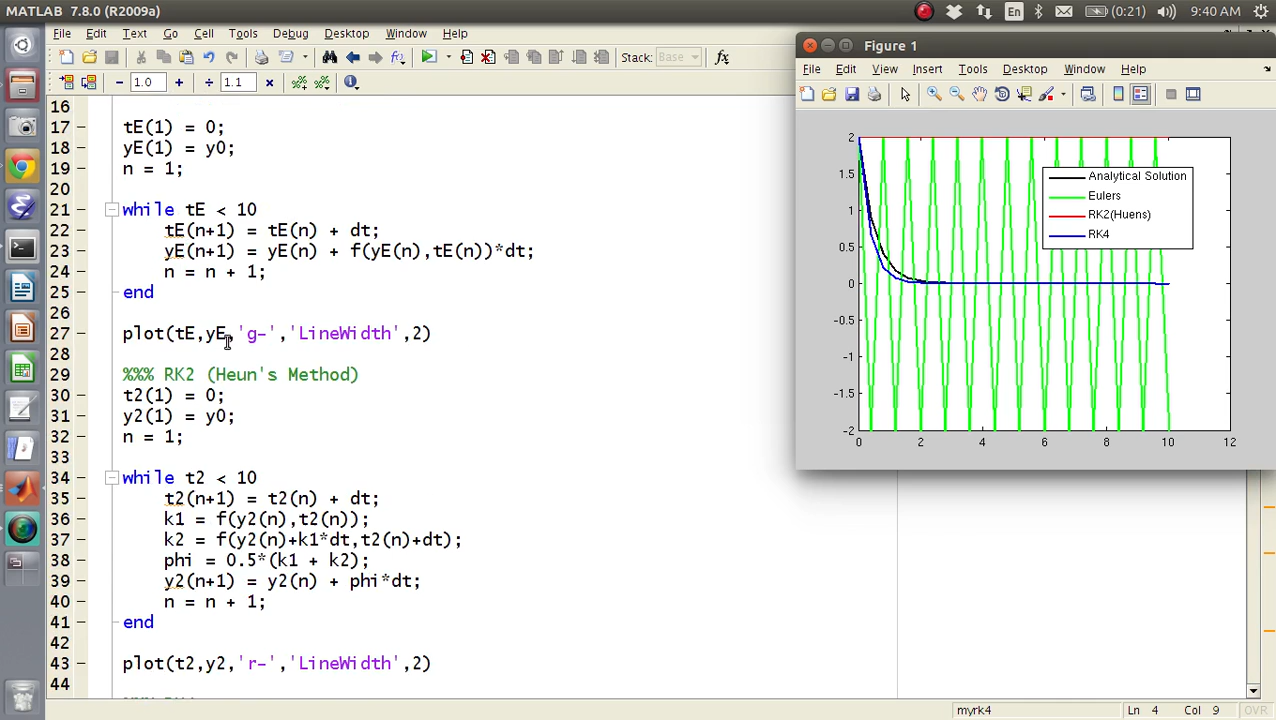 MATLAB 7.8.0 (R2009a)
En
(0:21)
9:40 AM
File Edit Text Go Cell Tools Debug Desktop Window Help
Stack: Base
fx
− 1.0 + ÷ 1.1 ×
16
17 tE(1) = 0;
18 yE(1) = y0;
19 n = 1;
20
21 while tE < 10
22 tE(n+1) = tE(n) + dt;
23 yE(n+1) = yE(n) + f(yE(n),tE(n))*dt;
24 n = n + 1;
25 end
26
27 plot(tE,yE,'g-','LineWidth',2)
28
29 %%% RK2 (Heun's Method)
30 t2(1) = 0;
31 y2(1) = y0;
32 n = 1;
33
34 while t2 < 10
35 t2(n+1) = t2(n) + dt;
36 k1 = f(y2(n),t2(n));
37 k2 = f(y2(n)+k1*dt,t2(n)+dt);
38 phi = 0.5*(k1 + k2);
39 y2(n+1) = y2(n) + phi*dt;
40 n = n + 1;
41 end
42
43 plot(t2,y2,'r-','LineWidth',2)
44
myrk4
Ln 4 Col 9 OVR
Figure 1
File Edit View Insert Tools Desktop Window Help
2
1.5
1
0.5
0
-0.5
-1
-1.5
-2
0 2 4 6 8 10 12
Analytical Solution
Eulers
RK2(Huens)
RK4